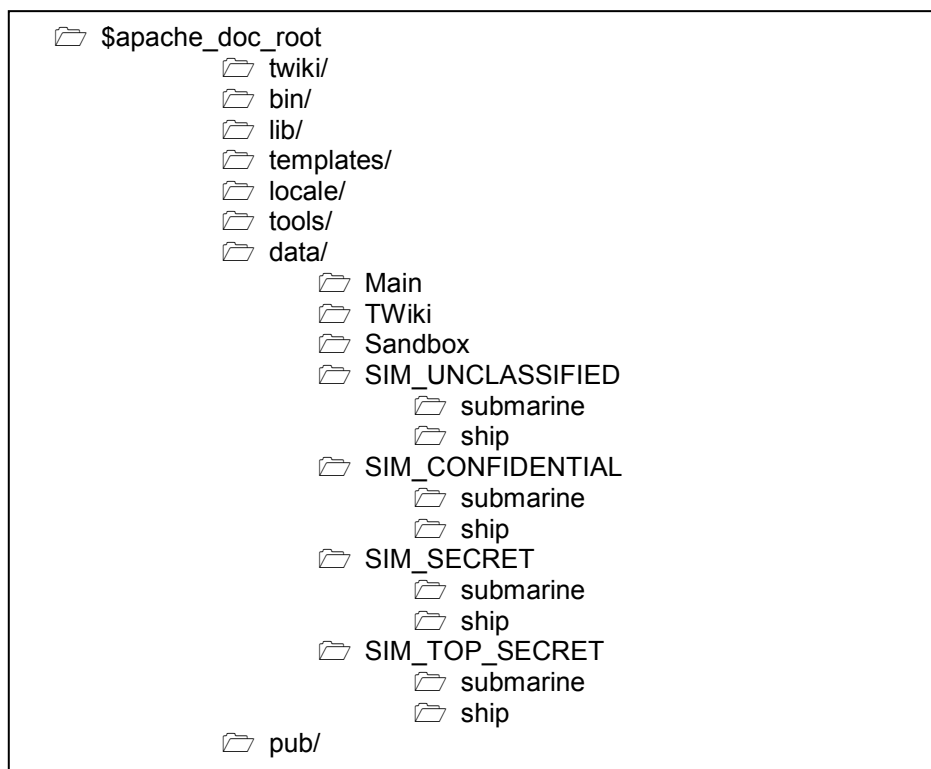 $apache_doc_root
twiki/
bin/
lib/
templates/
locale/
tools/
data/
Main
TWiki
Sandbox
SIM_UNCLASSIFIED
submarine
ship
SIM_CONFIDENTIAL
submarine
ship
SIM_SECRET
submarine
ship
SIM_TOP_SECRET
submarine
ship
pub/